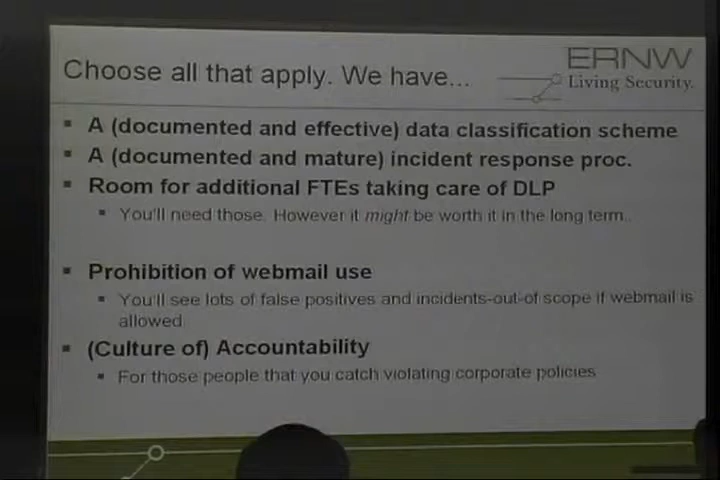 Choose all that apply. We have...
ERNW
Living Security.
A (documented and effective) data classification scheme
A (documented and mature) incident response proc.
Room for additional FTEs taking care of DLP
You'll need those. However it might be worth it in the long term..
Prohibition of webmail use
You'll see lots of false positives and incidents-out-of scope if webmail is
allowed.
(Culture of) Accountability
For those people that you catch violating corporate policies